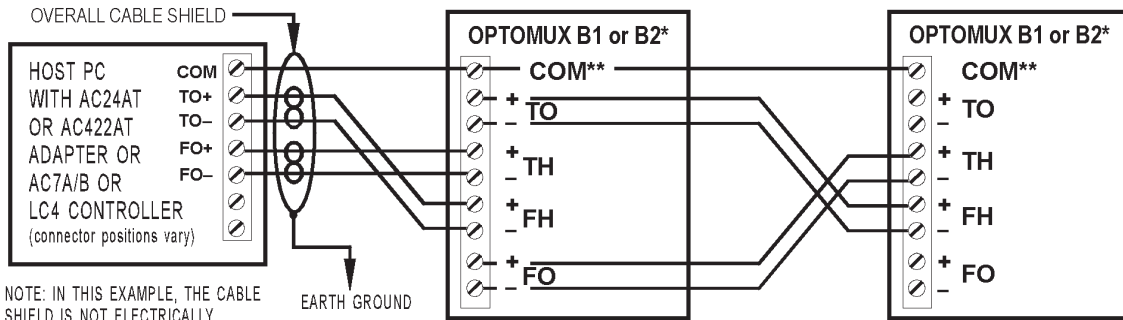 OVERALL CABLE SHIELD
HOST PC
WITH AC24AT
OR AC422AT
ADAPTER OR
AC7A/B OR
LC4 CONTROLLER
(connector positions vary)
COM
TO+
TO–
FO+
FO–
NOTE: IN THIS EXAMPLE, THE CABLE
SHIELD IS NOT ELECTRICALLY
EARTH GROUND
OPTOMUX B1 or B2*
COM**
+
TO
–
+
TH
–
+
FH
–
+
FO
–
OPTOMUX B1 or B2*
COM**
+
TO
–
+
TH
–
+
FH
–
+
FO
–